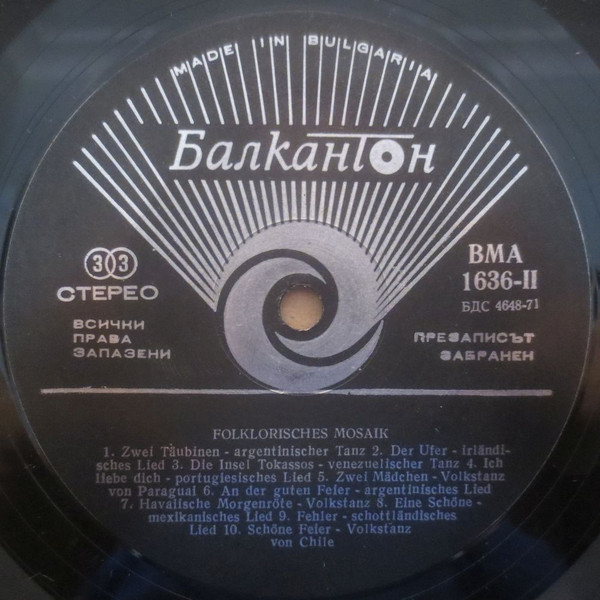 MADE IN BULGARIA
Балкантон
33
СТЕРЕО
ВСИЧКИ
ПРАВА
ЗАПАЗЕНИ
ВМА
1636-II
БДС 4648-71
ПРЕЗАПИСЪТ
ЗАБРАНЕН
FOLKLORISCHES MOSAIK
1. Zwei Täubinen - argentinischer Tanz 2. Der Ufer - irländi-
sches Lied 3. Die Insel Tokassos - venezuelischer Tanz 4. Ich
liebe dich - portugiesisches Lied 5. Zwei Mädchen - Volkstanz
von Paraguai 6. An der guten Feier - argentinisches Lied
7. Havaiische Morgenröte - Volkstanz 8. Eine Schöne -
mexikanisches Lied 9. Fehler - schottländisches
Lied 10. Schöne Feier - Volkstanz
von Chile